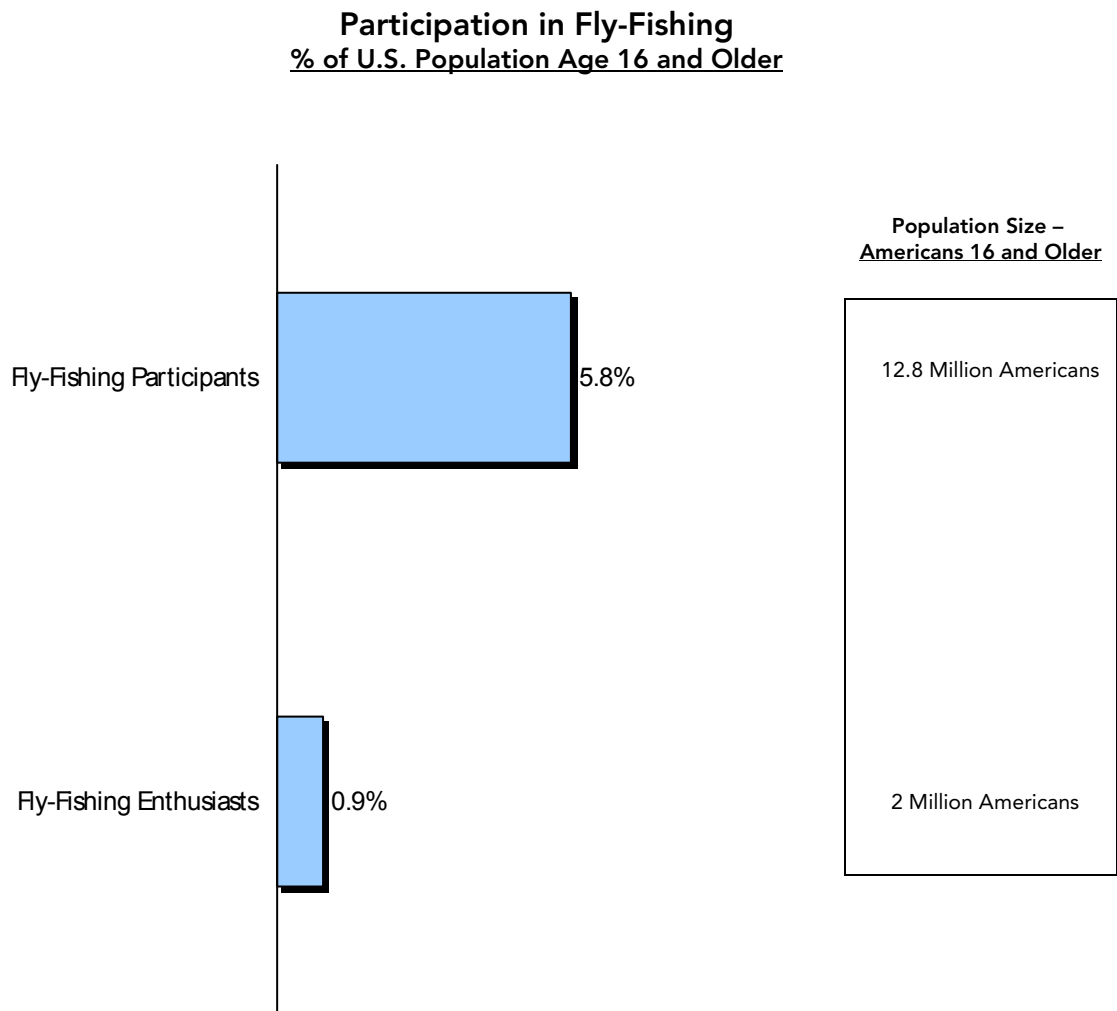 Participation in Fly-Fishing
% of U.S. Population Age 16 and Older
Population Size –
Americans 16 and Older
Fly-Fishing Participants
5.8%
12.8 Million Americans
Fly-Fishing Enthusiasts
0.9%
2 Million Americans